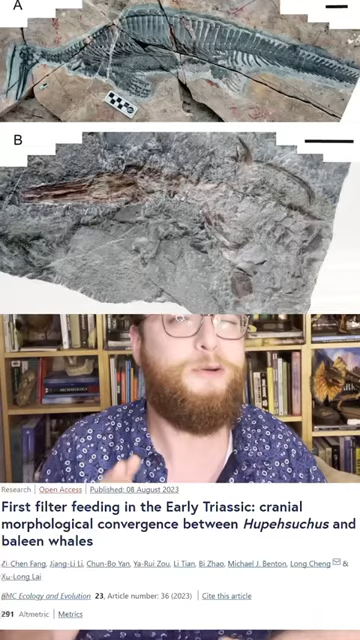 A
B
Research | Open Access | Published: 08 August 2023
First filter feeding in the Early Triassic: cranial
morphological convergence between Hupehsuchus and
baleen whales
Zi-Chen Fang, Jiang-Li Li, Chun-Bo Yan, Ya-Rui Zou, Li Tian, Bi Zhao, Michael J. Benton, Long Cheng &
Xu-Long Lai
BMC Ecology and Evolution 23, Article number: 36 (2023) | Cite this article
291 Altmetric | Metrics